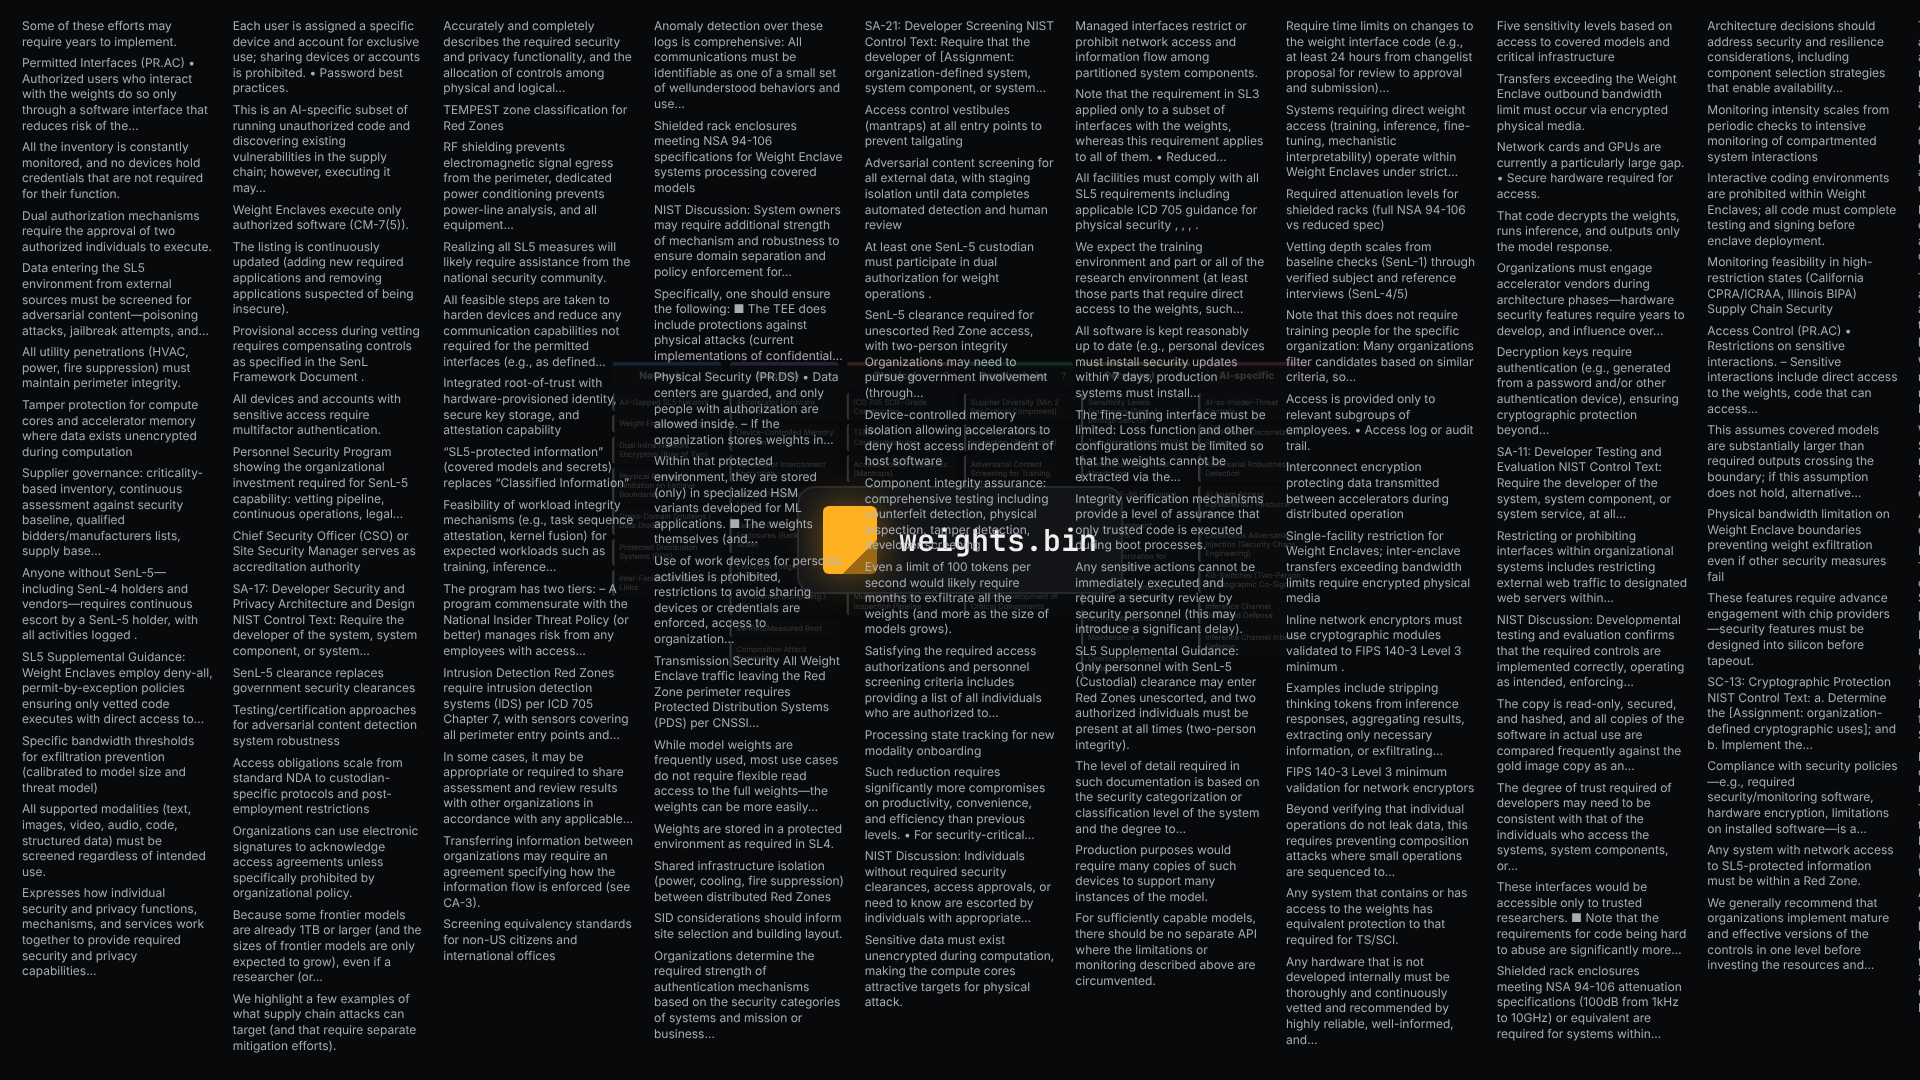 Some of these efforts may
require years to implement.
Permitted Interfaces (PR.AC) •
Authorized users who interact
with the weights do so only
through a software interface that
reduces risk of the...
All the inventory is constantly
monitored, and no devices hold
credentials that are not required
for their function.
Dual authorization mechanisms
require the approval of two
authorized individuals to execute.
Data entering the SL5
environment from external
sources must be screened for
adversarial content—poisoning
attacks, jailbreak attempts, and...
All utility penetrations (HVAC,
power, fire suppression) must
maintain perimeter integrity.
Tamper protection for compute
cores and accelerator memory
where data exists unencrypted
during computation
Supplier governance: criticality-
based inventory, continuous
assessment against security
baseline, qualified
bidders/manufacturers lists,
supply base...
Anyone without SenL-5—
including SenL-4 holders and
vendors—requires continuous
escort by a SenL-5 holder, with
all activities logged .
SL5 Supplemental Guidance:
Weight Enclaves employ deny-all,
permit-by-exception policies
ensuring only vetted code
executes with direct access to...
Specific bandwidth thresholds
for exfiltration prevention
(calibrated to model size and
threat model)
All supported modalities (text,
images, video, audio, code,
structured data) must be
screened regardless of intended
use.
Expresses how individual
security and privacy functions,
mechanisms, and services work
together to provide required
security and privacy
capabilities...
Each user is assigned a specific
device and account for exclusive
use; sharing devices or accounts
is prohibited. • Password best
practices.
This is an AI-specific subset of
running unauthorized code and
discovering existing
vulnerabilities in the supply
chain; however, executing it
may...
Weight Enclaves execute only
authorized software (CM-7(5)).
The listing is continuously
updated (adding new required
applications and removing
applications suspected of being
insecure).
Provisional access during vetting
requires compensating controls
as specified in the SenL
Framework Document .
All devices and accounts with
sensitive access require
multifactor authentication.
Personnel Security Program
showing the organizational
investment required for SenL-5
capability: vetting pipeline,
continuous operations, legal...
Chief Security Officer (CSO) or
Site Security Manager serves as
accreditation authority
SA-17: Developer Security and
Privacy Architecture and Design
NIST Control Text: Require the
developer of the system, system
component, or system...
SenL-5 clearance replaces
government security clearances
Testing/certification approaches
for adversarial content detection
system robustness
Access obligations scale from
standard NDA to custodian-
specific protocols and post-
employment restrictions
Organizations can use electronic
signatures to acknowledge
access agreements unless
specifically prohibited by
organizational policy.
Because some frontier models
are already 1TB or larger (and the
sizes of frontier models are only
expected to grow), even if a
researcher (or...
We highlight a few examples of
what supply chain attacks can
target (and that require separate
mitigation efforts).
Accurately and completely
describes the required security
and privacy functionality, and the
allocation of controls among
physical and logical...
TEMPEST zone classification for
Red Zones
RF shielding prevents
electromagnetic signal egress
from the perimeter, dedicated
power conditioning prevents
power-line analysis, and all
equipment...
Realizing all SL5 measures will
likely require assistance from the
national security community.
All feasible steps are taken to
harden devices and reduce any
communication capabilities not
required for the permitted
interfaces (e.g., as defined...
Integrated root-of-trust with
hardware-provisioned identity,
secure key storage, and
attestation capability
“SL5-protected information”
(covered models and secrets)
replaces “Classified Information”
Feasibility of workload integrity
mechanisms (e.g., task sequence
attestation, kernel fusion) for
expected workloads such as
training, inference...
The program has two tiers: – A
program commensurate with the
National Insider Threat Policy (or
better) manages risk from any
employees with access...
Intrusion Detection Red Zones
require intrusion detection
systems (IDS) per ICD 705
Chapter 7, with sensors covering
all perimeter entry points and...
In some cases, it may be
appropriate or required to share
assessment and review results
with other organizations in
accordance with any applicable...
Transferring information between
organizations may require an
agreement specifying how the
information flow is enforced (see
CA-3).
Screening equivalency standards
for non-US citizens and
international offices
Anomaly detection over these
logs is comprehensive: All
communications must be
identifiable as one of a small set
of wellunderstood behaviors and
use...
Shielded rack enclosures
meeting NSA 94-106
specifications for Weight Enclave
systems processing covered
models
NIST Discussion: System owners
may require additional strength
of mechanism and robustness to
ensure domain separation and
policy enforcement for...
Specifically, one should ensure
the following: ■ The TEE does
include protections against
physical attacks (current
implementations of confidential...
Physical Security (PR.DS) • Data
centers are guarded, and only
people with authorization are
allowed inside. – If the
organization stores weights in...
Within that protected
environment, they are stored
(only) in specialized HSM
variants developed for ML
applications. ■ The weights
themselves (and...
Use of work devices for personal
activities is prohibited,
restrictions to avoid sharing
devices or credentials are
enforced, access to
organization...
Transmission Security All Weight
Enclave traffic leaving the Red
Zone perimeter requires
Protected Distribution Systems
(PDS) per CNSSI...
While model weights are
frequently used, most use cases
do not require flexible read
access to the full weights—the
weights can be more easily...
Weights are stored in a protected
environment as required in SL4.
Shared infrastructure isolation
(power, cooling, fire suppression)
between distributed Red Zones
SID considerations should inform
site selection and building layout.
Organizations determine the
required strength of
authentication mechanisms
based on the security categories
of systems and mission or
business...
SA-21: Developer Screening NIST
Control Text: Require that the
developer of [Assignment:
organization-defined system,
system component, or system...
Access control vestibules
(mantraps) at all entry points to
prevent tailgating
Adversarial content screening for
all external data, with staging
isolation until data completes
automated detection and human
review
At least one SenL-5 custodian
must participate in dual
authorization for weight
operations .
SenL-5 clearance required for
unescorted Red Zone access,
with two-person integrity
Organizations may need to
pursue government involvement
(through...
Device-controlled memory
isolation allowing accelerators to
deny access independent of
host software
Component integrity assurance:
comprehensive testing including
counterfeit detection, physical
inspection, tamper detection,
developer screening
weights.bin
Even a limit of 100 tokens per
second would likely require
months to exfiltrate all the
weights (and more as the size of
models grows).
Satisfying the required access
authorizations and personnel
screening criteria includes
providing a list of all individuals
who are authorized to...
Processing state tracking for new
modality onboarding
Such reduction requires
significantly more compromises
on productivity, convenience,
and efficiency than previous
levels. • For security-critical...
NIST Discussion: Individuals
without required security
clearances, access approvals, or
need to know are escorted by
individuals with appropriate...
Sensitive data must exist
unencrypted during computation,
making the compute cores
attractive targets for physical
attack.
Managed interfaces restrict or
prohibit network access and
information flow among
partitioned system components.
Note that the requirement in SL3
applied only to a subset of
interfaces with the weights,
whereas this requirement applies
to all of them. • Reduced...
All facilities must comply with all
SL5 requirements including
applicable ICD 705 guidance for
physical security , , , .
We expect the training
environment and part or all of the
research environment (at least
those parts that require direct
access to the weights, such...
All software is kept reasonably
up to date (e.g., personal devices
must install security updates
within 7 days, production
systems must install...
The fine-tuning interface must be
limited: Loss function and other
configurations must be limited so
that the weights cannot be
extracted via the...
Integrity verification mechanisms
provide a level of assurance that
only trusted code is executed
during boot processes.
Any sensitive actions cannot be
immediately executed and
require a security review by
security personnel (this may
introduce a significant delay).
SL5 Supplemental Guidance:
Only personnel with SenL-5
(Custodial) clearance may enter
Red Zones unescorted, and two
authorized individuals must be
present at all times (two-person
integrity).
The level of detail required in
such documentation is based on
the security categorization or
classification level of the system
and the degree to...
Production purposes would
require many copies of such
devices to support many
instances of the model.
For sufficiently capable models,
there should be no separate API
where the limitations or
monitoring described above are
circumvented.
Require time limits on changes to
the weight interface code (e.g.,
at least 24 hours from changelist
proposal for review to approval
and submission)...
Systems requiring direct weight
access (training, inference, fine-
tuning, mechanistic
interpretability) operate within
Weight Enclaves under strict...
Required attenuation levels for
shielded racks (full NSA 94-106
vs reduced spec)
Vetting depth scales from
baseline checks (SenL-1) through
verified subject and reference
interviews (SenL-4/5)
Note that this does not require
training people for the specific
organization: Many organizations
filter candidates based on similar
criteria, so...
Access is provided only to
relevant subgroups of
employees. • Access log or audit
trail.
Interconnect encryption
protecting data transmitted
between accelerators during
distributed operation
Single-facility restriction for
Weight Enclaves; inter-enclave
transfers exceeding bandwidth
limits require encrypted physical
media
Inline network encryptors must
use cryptographic modules
validated to FIPS 140-3 Level 3
minimum .
Examples include stripping
thinking tokens from inference
responses, aggregating results,
extracting only necessary
information, or exfiltrating...
FIPS 140-3 Level 3 minimum
validation for network encryptors
Beyond verifying that individual
operations do not leak data, this
requires preventing composition
attacks where small operations
are sequenced to...
Any system that contains or has
access to the weights has
equivalent protection to that
required for TS/SCI.
Any hardware that is not
developed internally must be
thoroughly and continuously
vetted and recommended by
highly reliable, well-informed,
and...
Five sensitivity levels based on
access to covered models and
critical infrastructure
Transfers exceeding the Weight
Enclave outbound bandwidth
limit must occur via encrypted
physical media.
Network cards and GPUs are
currently a particularly large gap.
• Secure hardware required for
access.
That code decrypts the weights,
runs inference, and outputs only
the model response.
Organizations must engage
accelerator vendors during
architecture phases—hardware
security features require years to
develop, and influence over...
Decryption keys require
authentication (e.g., generated
from a password and/or other
authentication device), ensuring
cryptographic protection
beyond...
SA-11: Developer Testing and
Evaluation NIST Control Text:
Require the developer of the
system, system component, or
system service, at all...
Restricting or prohibiting
interfaces within organizational
systems includes restricting
external web traffic to designated
web servers within...
NIST Discussion: Developmental
testing and evaluation confirms
that the required controls are
implemented correctly, operating
as intended, enforcing...
The copy is read-only, secured,
and hashed, and all copies of the
software in actual use are
compared frequently against the
gold image copy as an...
The degree of trust required of
developers may need to be
consistent with that of the
individuals who access the
systems, system components,
or...
These interfaces would be
accessible only to trusted
researchers. ■ Note that the
requirements for code being hard
to abuse are significantly more...
Shielded rack enclosures
meeting NSA 94-106 attenuation
specifications (100dB from 1kHz
to 10GHz) or equivalent are
required for systems within...
Architecture decisions should
address security and resilience
considerations, including
component selection strategies
that enable availability...
Monitoring intensity scales from
periodic checks to intensive
monitoring of compartmented
system interactions
Interactive coding environments
are prohibited within Weight
Enclaves; all code must complete
testing and signing before
enclave deployment.
Monitoring feasibility in high-
restriction states (California
CPRA/ICRAA, Illinois BIPA)
Supply Chain Security
Access Control (PR.AC) •
Restrictions on sensitive
interactions. – Sensitive
interactions include direct access
to the weights, code that can
access...
This assumes covered models
are substantially larger than
required outputs crossing the
boundary; if this assumption
does not hold, alternative...
Physical bandwidth limitation on
Weight Enclave boundaries
preventing weight exfiltration
even if other security measures
fail
These features require advance
engagement with chip providers
—security features must be
designed into silicon before
tapeout.
SC-13: Cryptographic Protection
NIST Control Text: a. Determine
the [Assignment: organization-
defined cryptographic uses]; and
b. Implement the...
Compliance with security policies
—e.g., required
security/monitoring software,
hardware encryption, limitations
on installed software—is a...
Any system with network access
to SL5-protected information
must be within a Red Zone.
We generally recommend that
organizations implement mature
and effective versions of the
controls in one level before
investing the resources and...